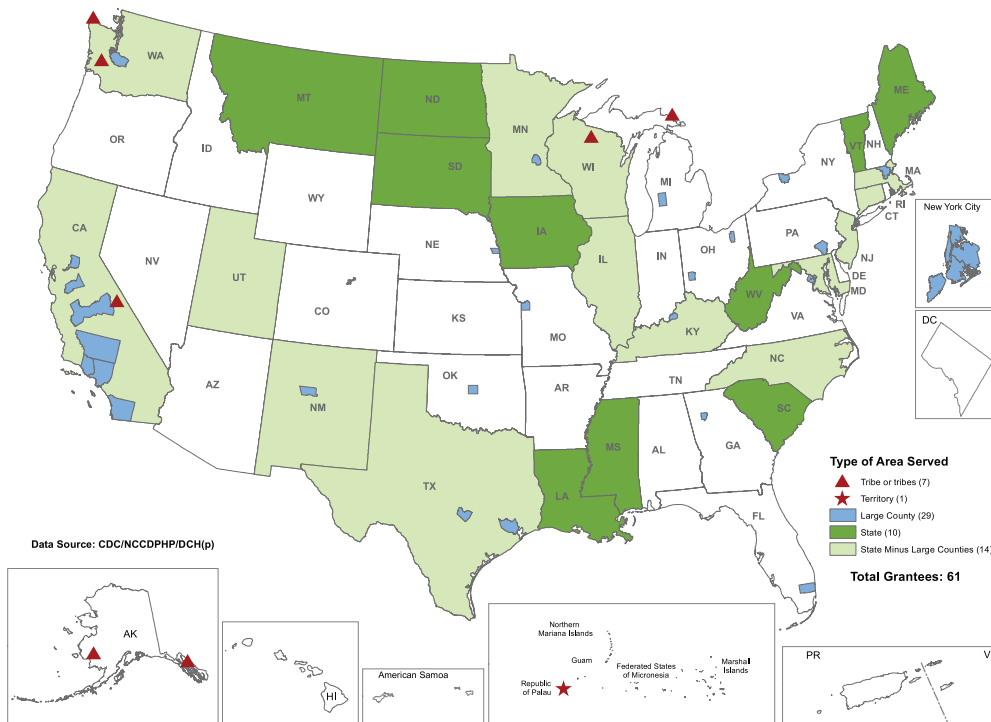 WA
MT
ND
ME
OR
ID
MN
VT
NH
SD
WI
NY
MA
WY
MI
RI
CT
New York City
CA
NV
NE
IA
PA
NJ
OH
IL
IN
DE
UT
MD
CO
WV
KS
VA
MO
KY
DC
NC
TN
OK
AZ
NM
AR
SC
MS
AL
GA
TX
LA
FL
Type of Area Served
Tribe or tribes (7)
Territory (1)
Large County (29)
State (10)
State Minus Large Counties (14)
Total Grantees: 61
Data Source: CDC/NCCDPHP/DCH(p)
AK
HI
American Samoa
Northern
Mariana Islands
Guam
Federated States
of Micronesia
Marshall
Islands
Republic
of Palau
PR
V